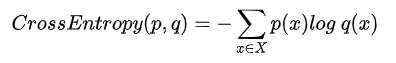 CrossEntropy(p, q) = − ∑ p(x)log q(x)
x∈X